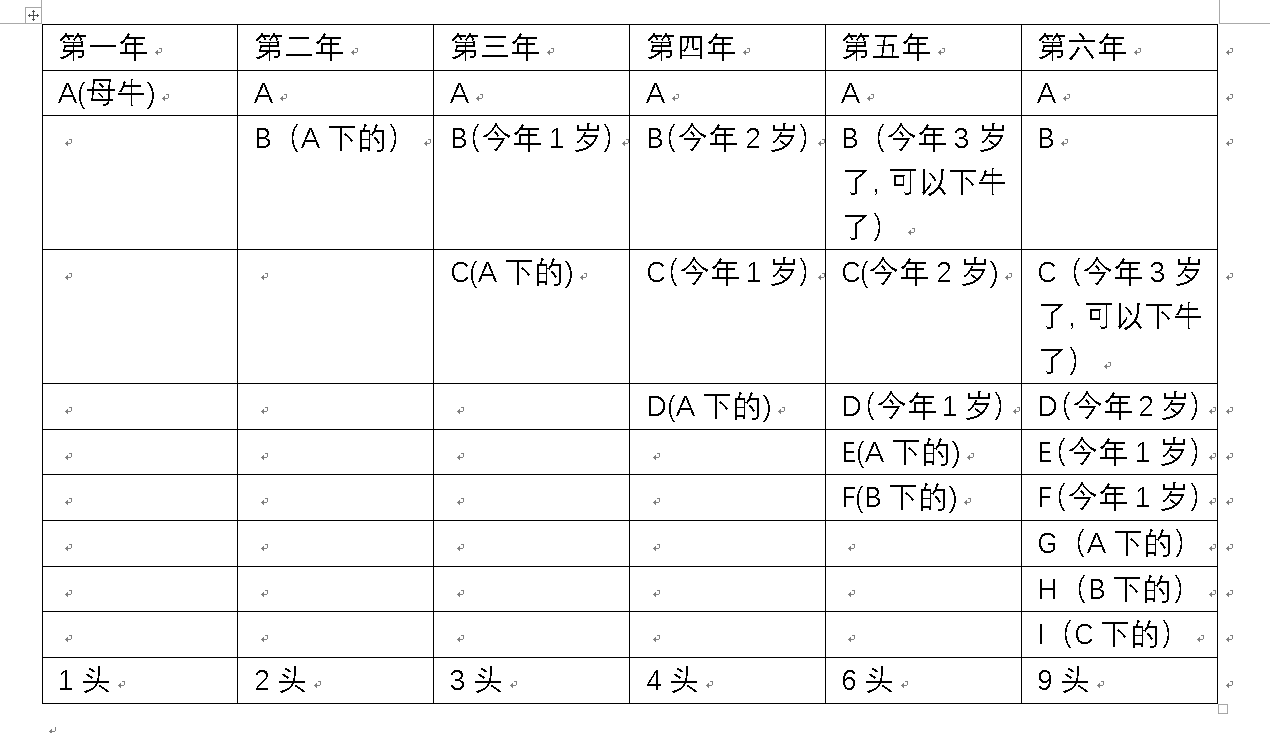 第一年 第二年 第三年 第四年 第五年 第六年
A(母牛) A A A A A
B（A 下的） B(今年 1 岁) B(今年 2 岁) B（今年 3 岁 B
了, 可以下牛
了）
C(A 下的) C(今年 1 岁) C(今年 2 岁) C（今年 3 岁
了, 可以下牛
了）
D(A 下的) D(今年 1 岁) D(今年 2 岁)
E(A 下的) E(今年 1 岁)
F(B 下的) F(今年 1 岁)
G（A 下的）
H（B 下的）
I（C 下的）
1 头 2 头 3 头 4 头 6 头 9 头